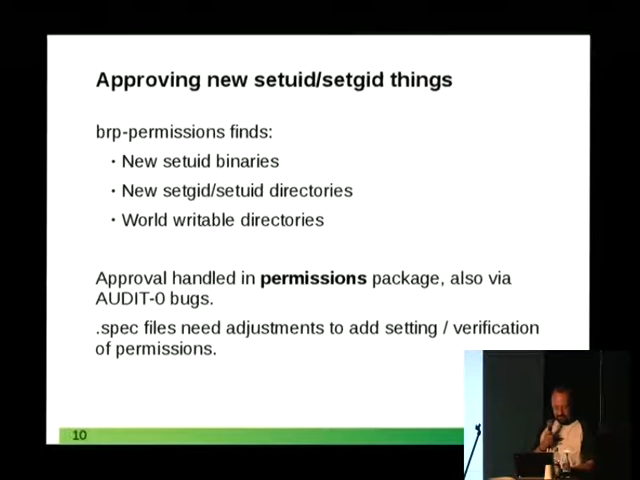 Approving new setuid/setgid things
brp-permissions finds:
· New setuid binaries
· New setgid/setuid directories
· World writable directories
Approval handled in permissions package, also via
AUDIT-0 bugs.
.spec files need adjustments to add setting / verification
of permissions.
10